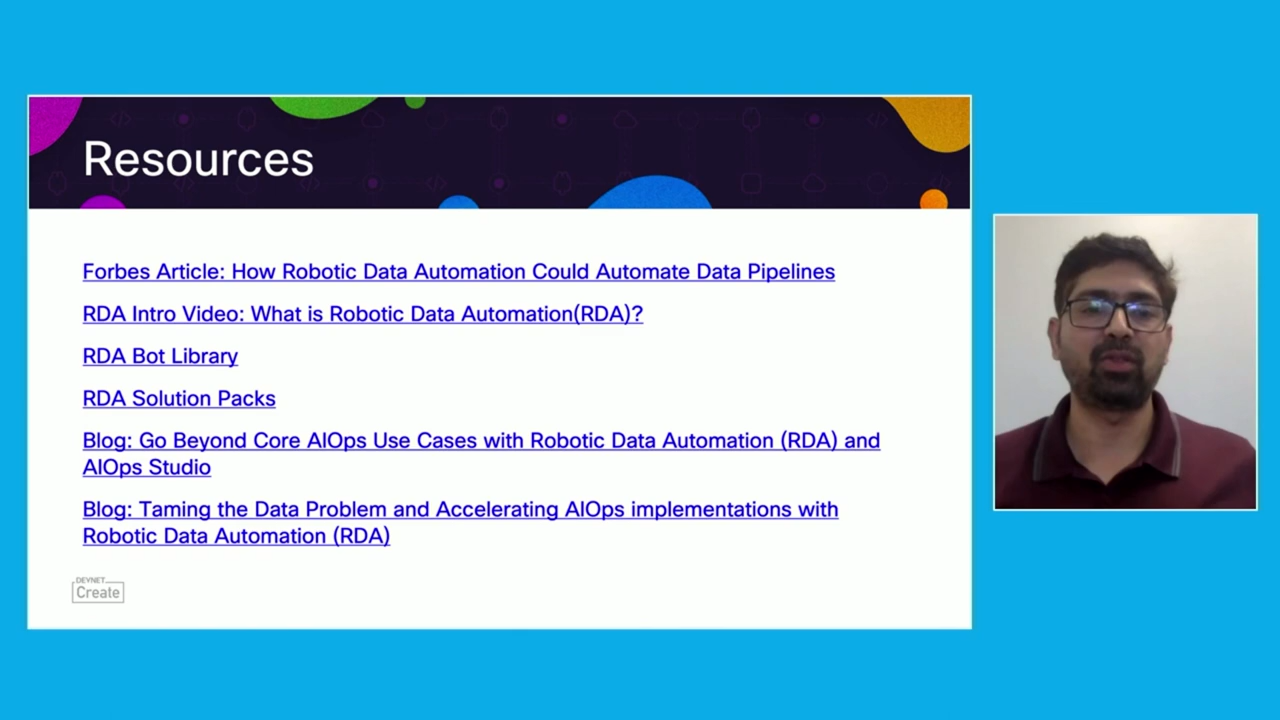 Resources
Forbes Article: How Robotic Data Automation Could Automate Data Pipelines
RDA Intro Video: What is Robotic Data Automation(RDA)?
RDA Bot Library
RDA Solution Packs
Blog: Go Beyond Core AIOps Use Cases with Robotic Data Automation (RDA) and
AIOps Studio
Blog: Taming the Data Problem and Accelerating AIOps implementations with
Robotic Data Automation (RDA)
DEVNET
Create